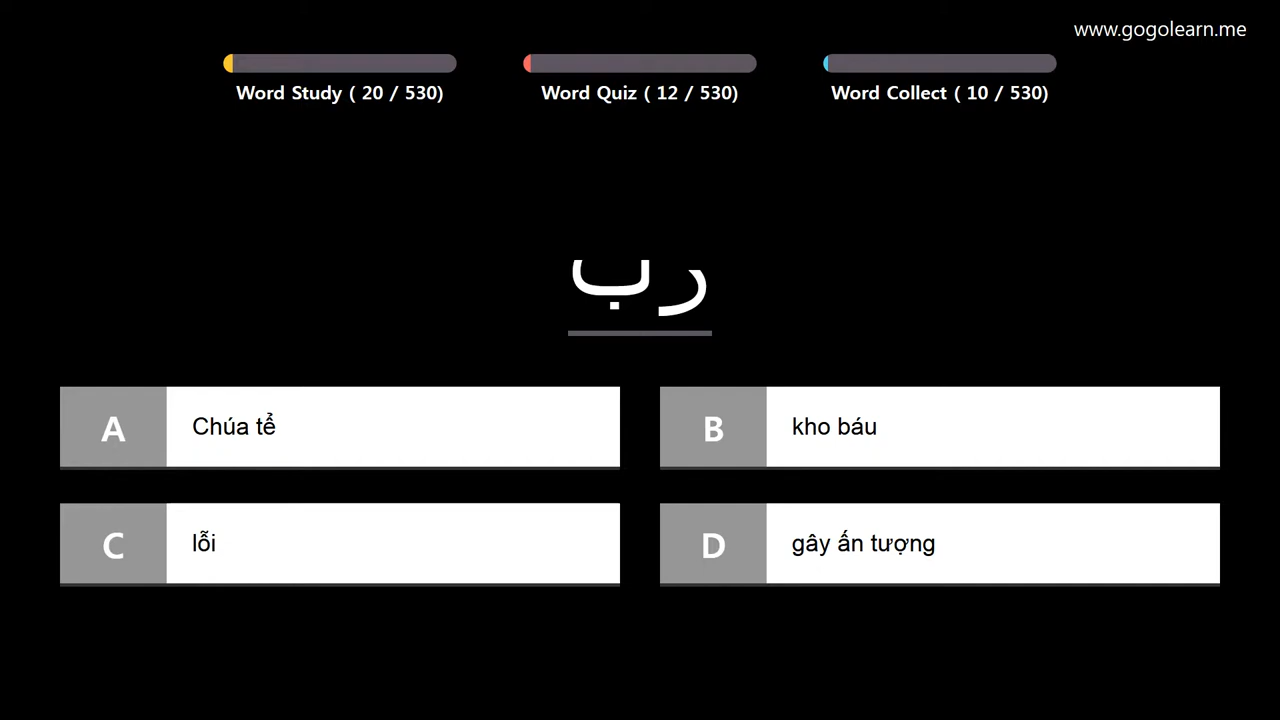 www.gogolearn.me
Word Study ( 20 / 530)
Word Quiz ( 12 / 530)
Word Collect ( 10 / 530)
رب
A Chúa tể
B kho báu
C lỗi
D gây ấn tượng